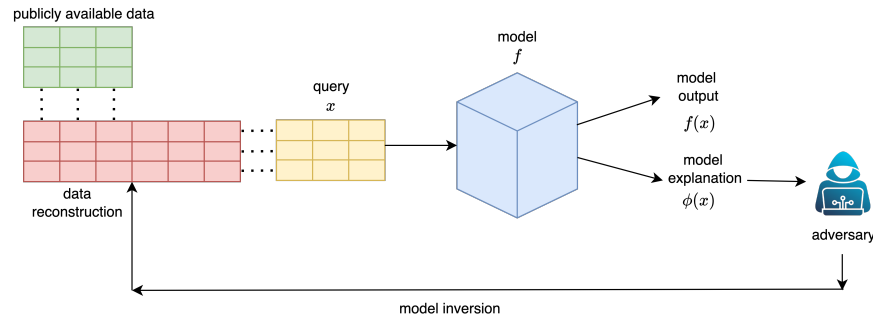 publicly available data
query
x
data
reconstruction
model
f
model
output
f(x)
model
explanation
ϕ(x)
adversary
model inversion